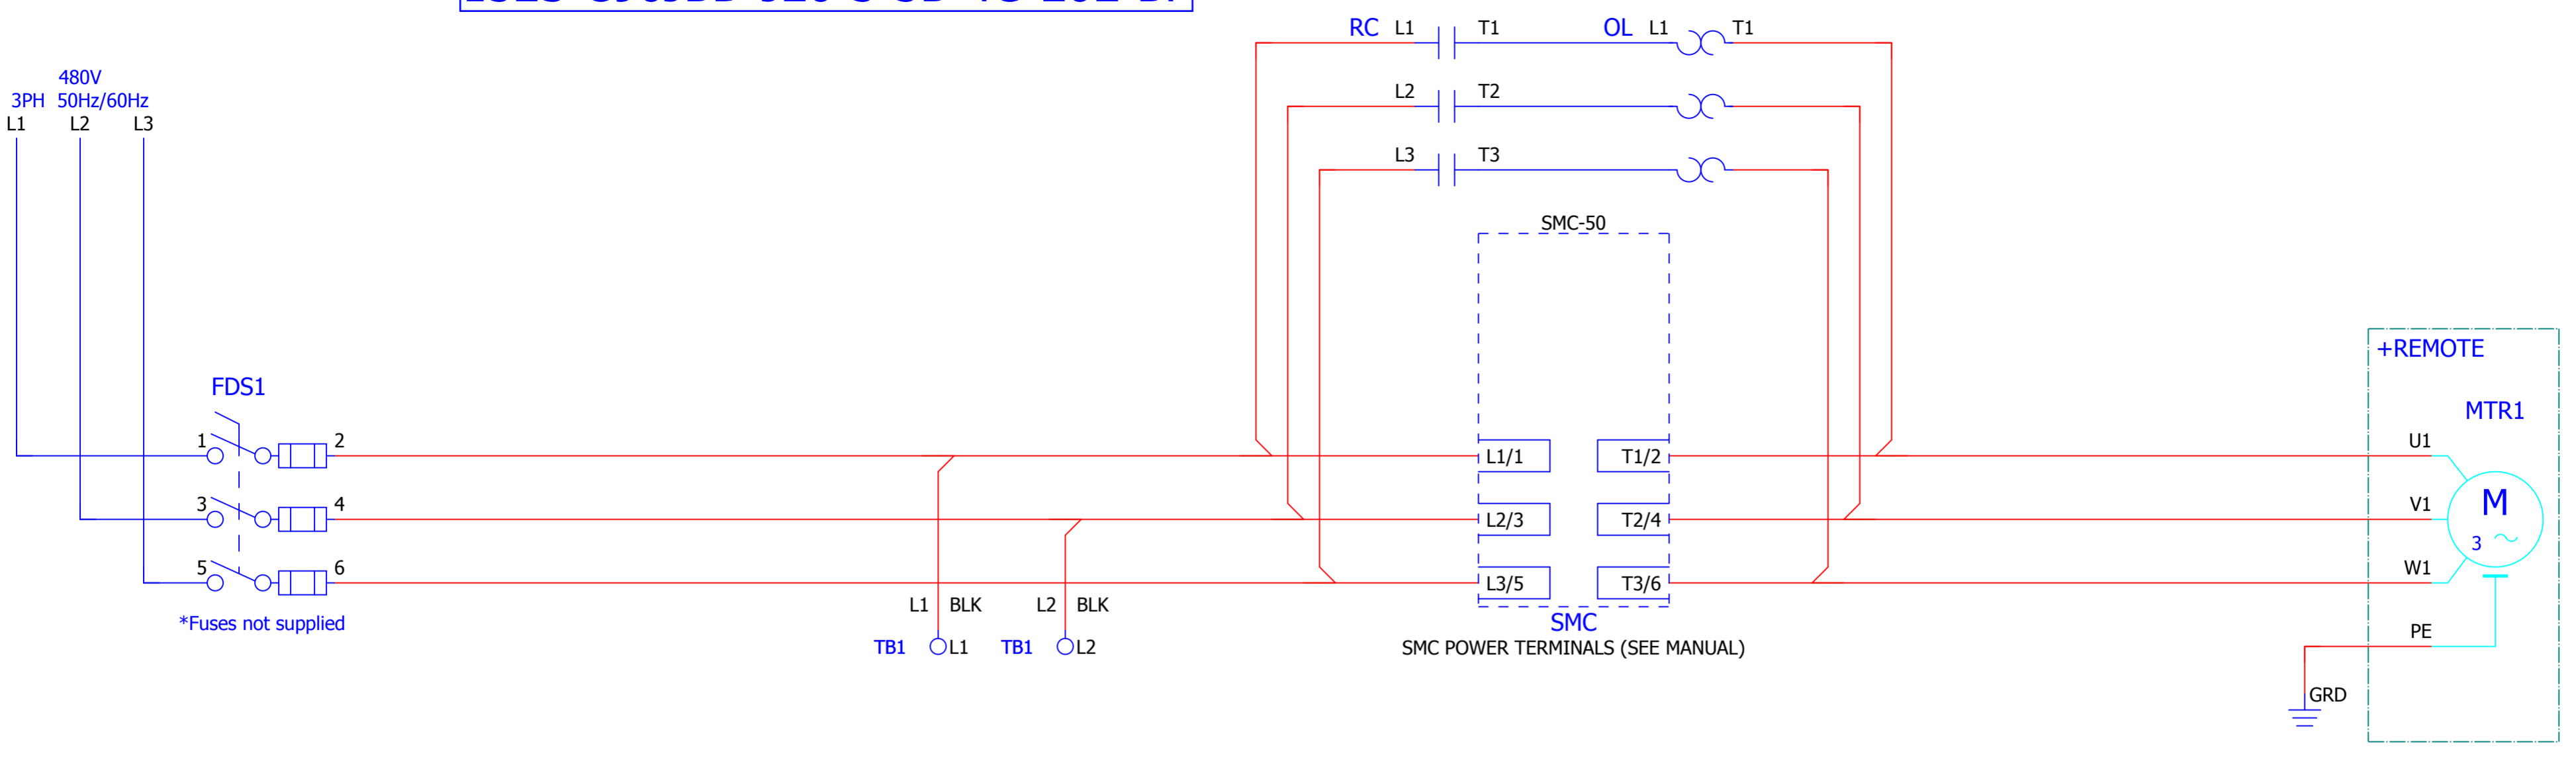 RC L1 T1 OL L1 T1
480V
3PH 50Hz/60Hz
L1 L2 L3
L2 T2
L3 T3
SMC-50
+REMOTE
FDS1
MTR1
1 2
L1/1 T1/2
U1
3 4
L2/3 T2/4
V1
M
3
5 6
L3/5 T3/6
W1
L1 BLK L2 BLK
*Fuses not supplied
SMC
TB1 L1 TB1 L2
SMC POWER TERMINALS (SEE MANUAL)
PE
GRD